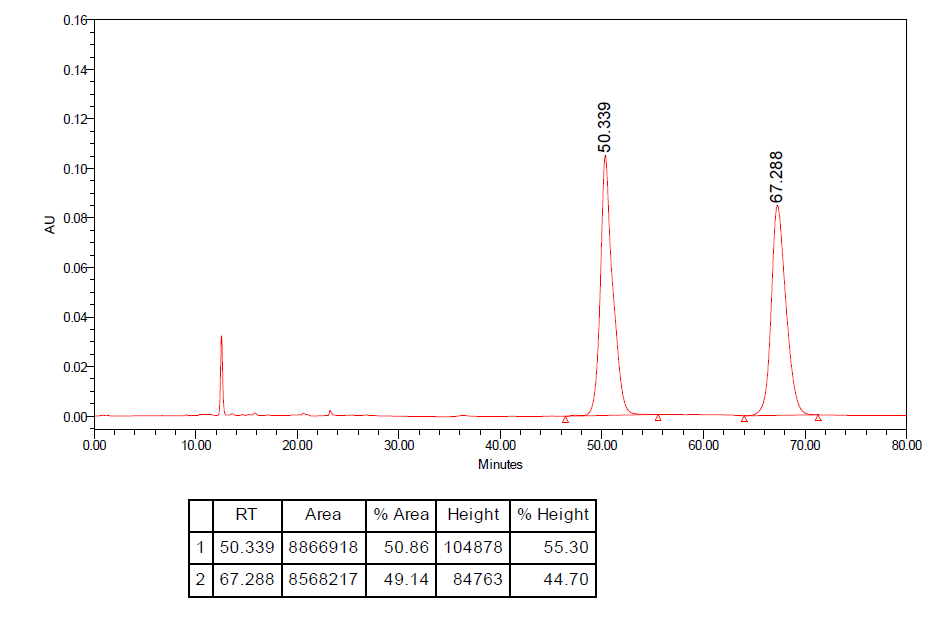 0.16
0.14
0.12
0.10
0.08
0.06
0.04
0.02
0.00
AU
50.339
67.288
0.00 10.00 20.00 30.00 40.00 50.00 60.00 70.00 80.00
Minutes
RT Area % Area Height % Height
1 50.339 8866918 50.86 104878 55.30
2 67.288 8568217 49.14 84763 44.70